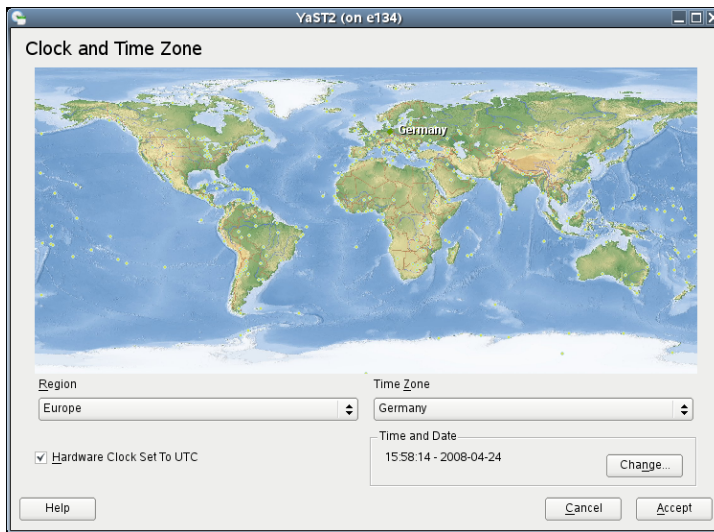 YaST2 (on e134)
Clock and Time Zone
Germany
Region
Time Zone
Europe
Germany
Hardware Clock Set To UTC
Time and Date
15:58:14 - 2008-04-24
Change...
Help
Cancel
Accept